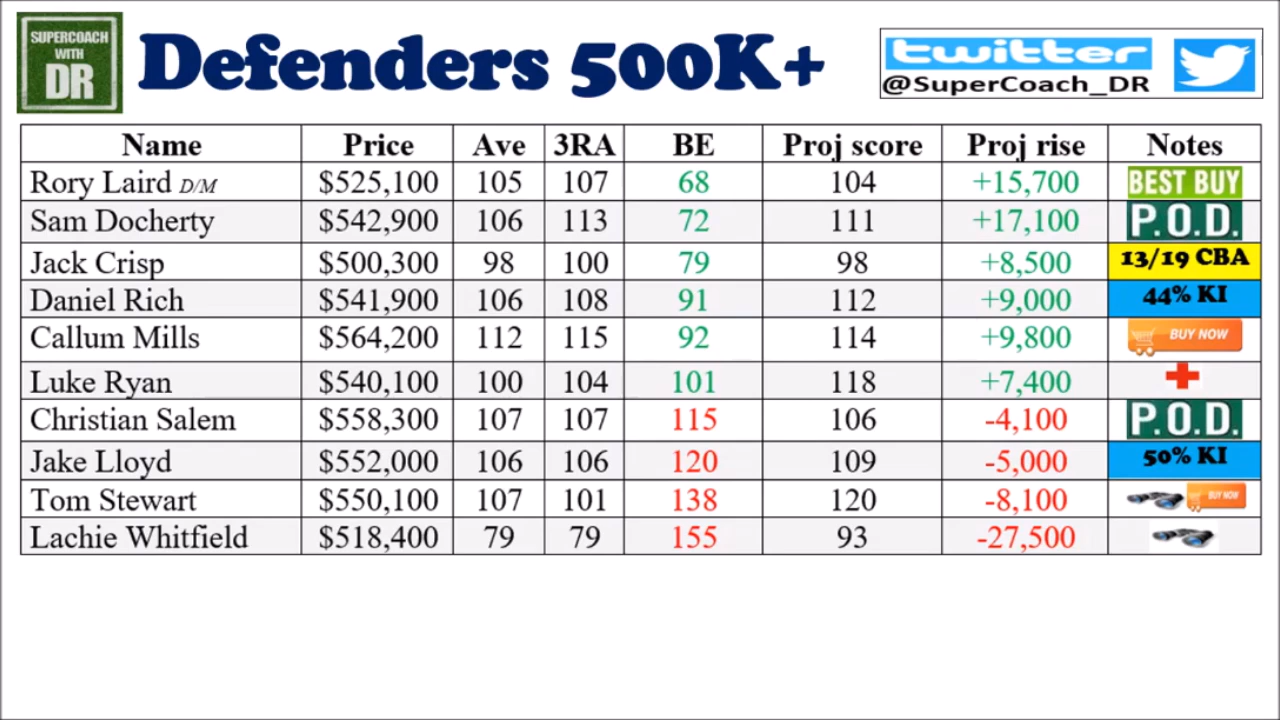 SUPERCOACH
WITH
DR
Defenders 500K+
twitter
@SuperCoach_DR
Name Price Ave 3RA BE Proj score Proj rise Notes
Rory Laird D/M $525,100 105 107 68 104 +15,700 BEST BUY
Sam Docherty $542,900 106 113 72 111 +17,100 P.O.D.
Jack Crisp $500,300 98 100 79 98 +8,500 13/19 CBA
Daniel Rich $541,900 106 108 91 112 +9,000 44% KI
Callum Mills $564,200 112 115 92 114 +9,800 BUY NOW
Luke Ryan $540,100 100 104 101 118 +7,400
Christian Salem $558,300 107 107 115 106 -4,100 P.O.D.
Jake Lloyd $552,000 106 106 120 109 -5,000 50% KI
Tom Stewart $550,100 107 101 138 120 -8,100 BUY NOW
Lachie Whitfield $518,400 79 79 155 93 -27,500